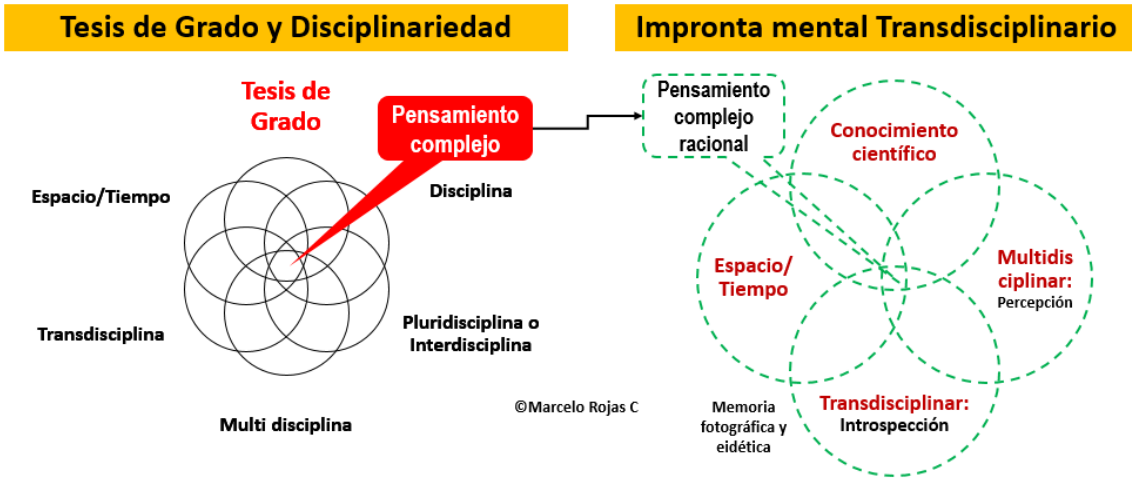 Tesis de Grado y Disciplinariedad
Impronta mental Transdisciplinario
Tesis de
Grado
Pensamiento
complejo
Espacio/Tiempo
Disciplina
Transdisciplina
Pluridisciplina o
Interdisciplina
Multi disciplina
©Marcelo Rojas C
Pensamiento
complejo
racional
Conocimiento
científico
Espacio/
Tiempo
Multidis
ciplinar:
Percepción
Transdisciplinar:
Introspección
Memoria
fotográfica y
eidética